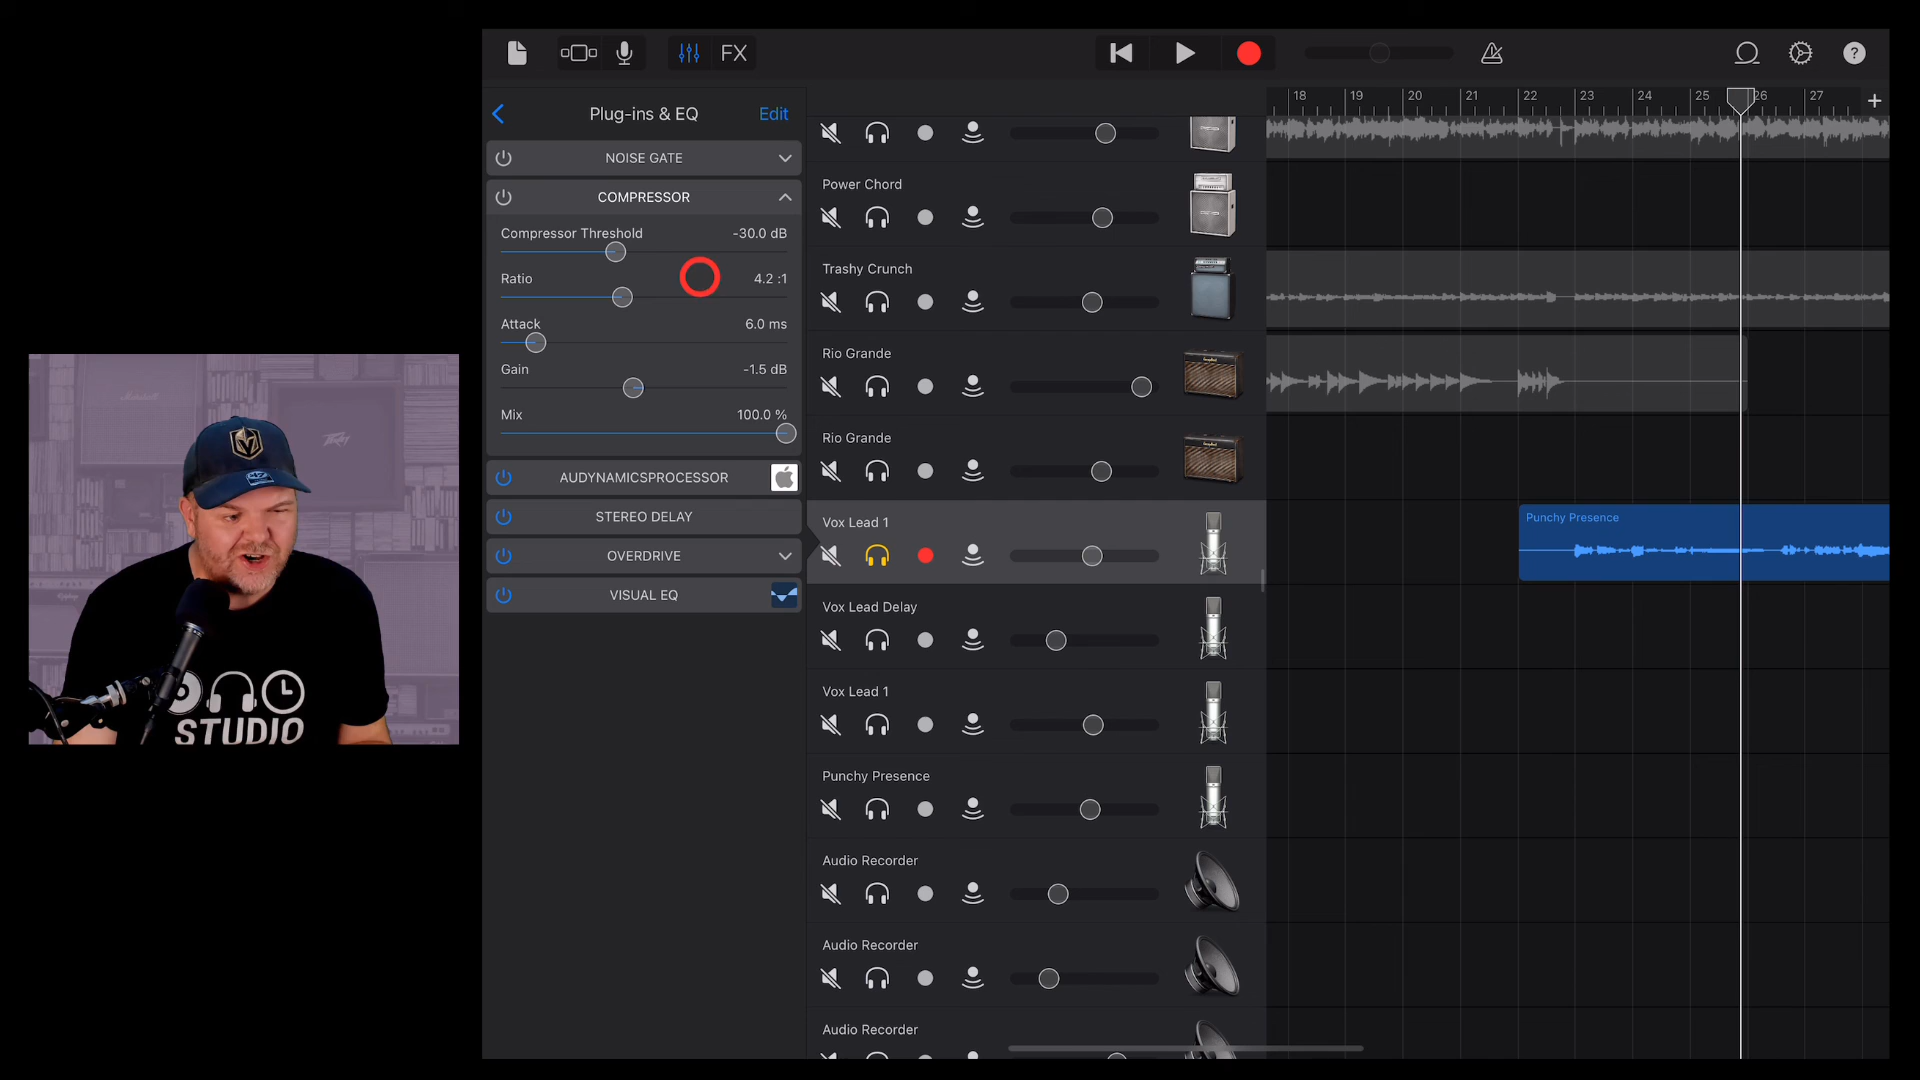 FX
Plug-ins & EQ
Edit
NOISE GATE
COMPRESSOR
Compressor Threshold
-30.0 dB
Ratio
4.2 :1
Attack
6.0 ms
Gain
-1.5 dB
Mix
100.0 %
AUDYNAMICSPROCESSOR
STEREO DELAY
OVERDRIVE
VISUAL EQ
Power Chord
Trashy Crunch
Rio Grande
Rio Grande
Vox Lead 1
Vox Lead Delay
Vox Lead 1
Punchy Presence
Audio Recorder
Audio Recorder
Audio Recorder
18 19 20 21 22 23 24 25 26 27
+
?
Punchy Presence
STUDIO
'47
Marshall
PEAVEY